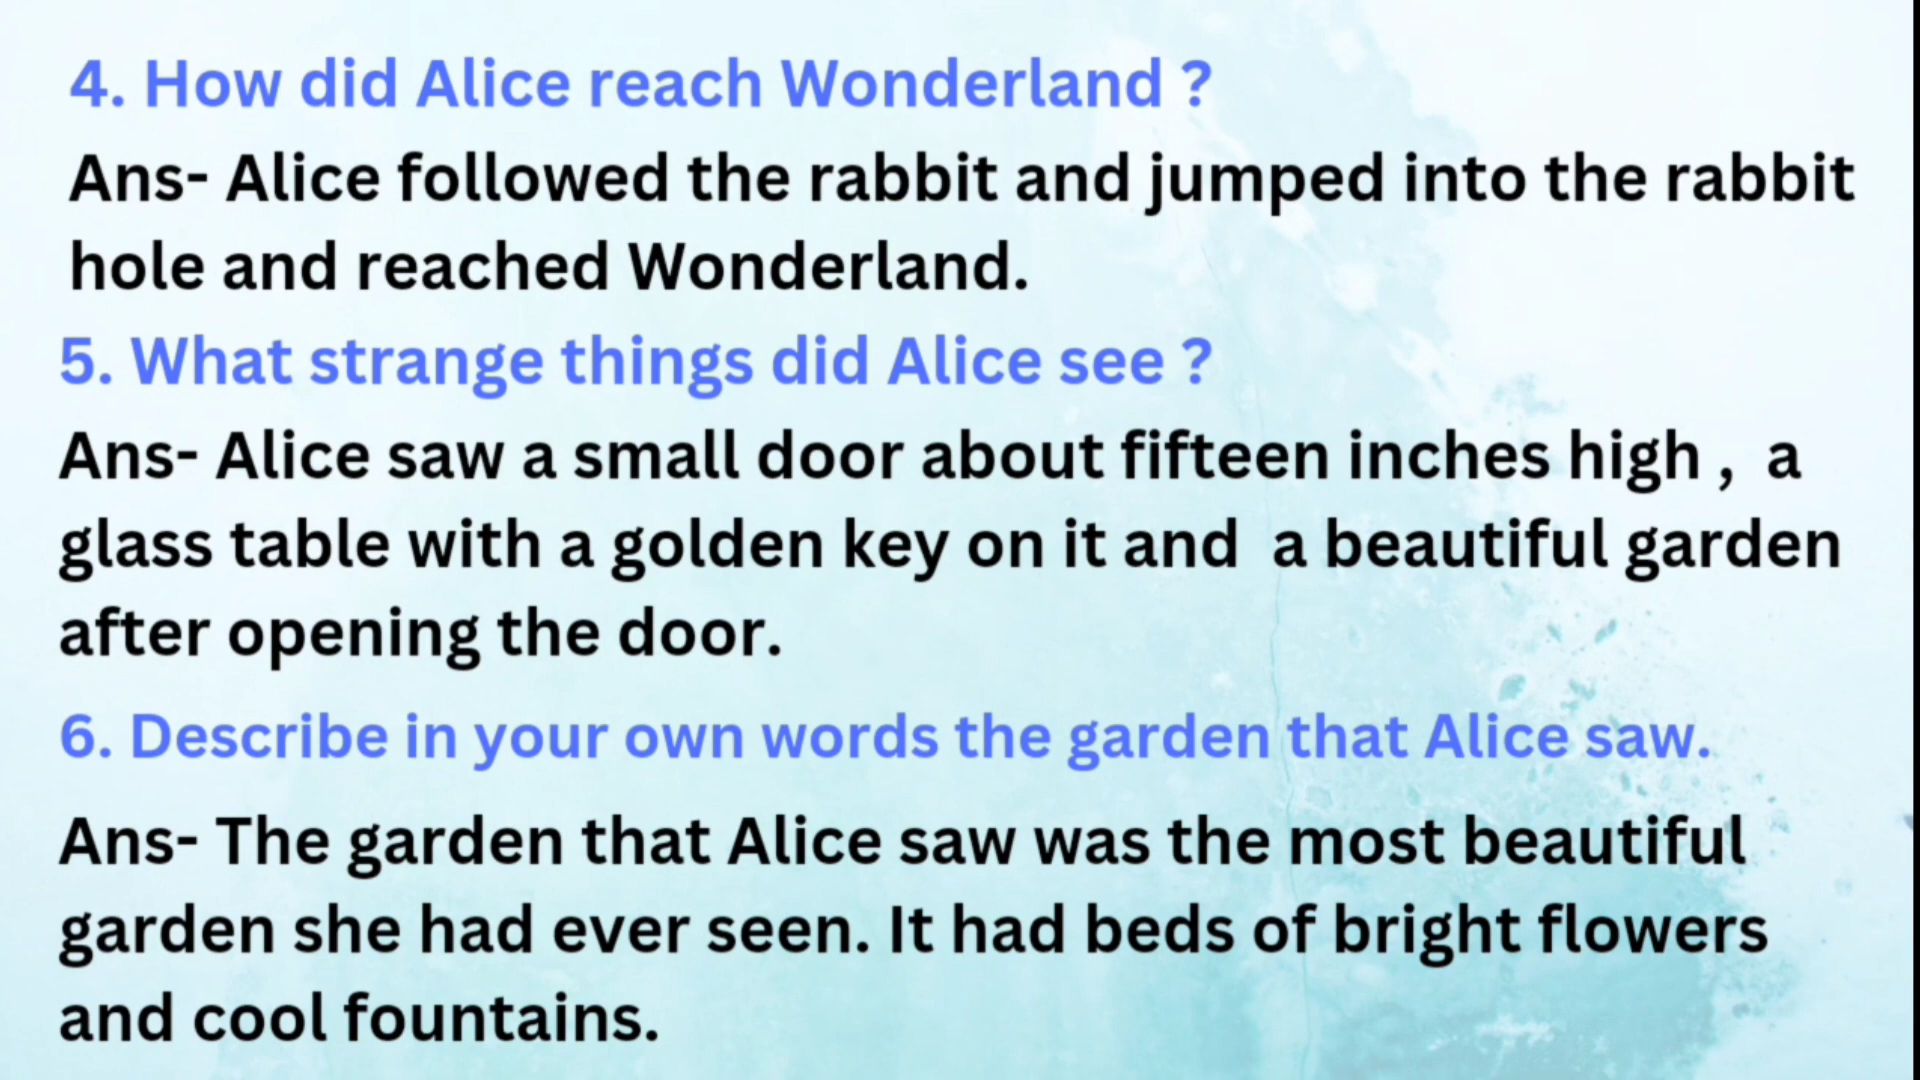 4. How did Alice reach Wonderland ?
Ans- Alice followed the rabbit and jumped into the rabbit
hole and reached Wonderland.
5. What strange things did Alice see ?
Ans- Alice saw a small door about fifteen inches high ,  a
glass table with a golden key on it and  a beautiful garden
after opening the door.
6. Describe in your own words the garden that Alice saw.
Ans- The garden that Alice saw was the most beautiful
garden she had ever seen. It had beds of bright flowers
and cool fountains.